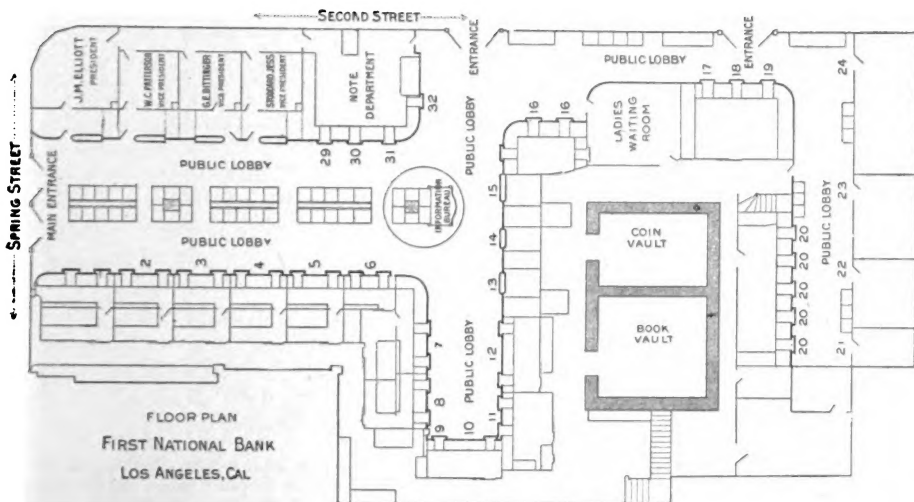 SECOND STREET
SPRING STREET
MAIN ENTRANCE
J.M. ELLIOTT
PRESIDENT
W.C. PATTERSON
VICE PRESIDENT
G.E. BITTINGER
VICE PRESIDENT
STODDARD JESS
VICE PRESIDENT
NOTE
DEPARTMENT
32
29
30
31
ENTRANCE
PUBLIC LOBBY
PUBLIC LOBBY
ENTRANCE
17
18
19
24
16
16
LADIES
WAITING
ROOM
PUBLIC LOBBY
INFORMATION
BUREAU
PUBLIC LOBBY
15
14
13
COIN
VAULT
BOOK
VAULT
23
PUBLIC LOBBY
22
21
20
20
20
20
20
20
2
3
4
5
6
7
8
9
10
11
12
PUBLIC LOBBY
FLOOR PLAN
FIRST NATIONAL BANK
LOS ANGELES, CAL